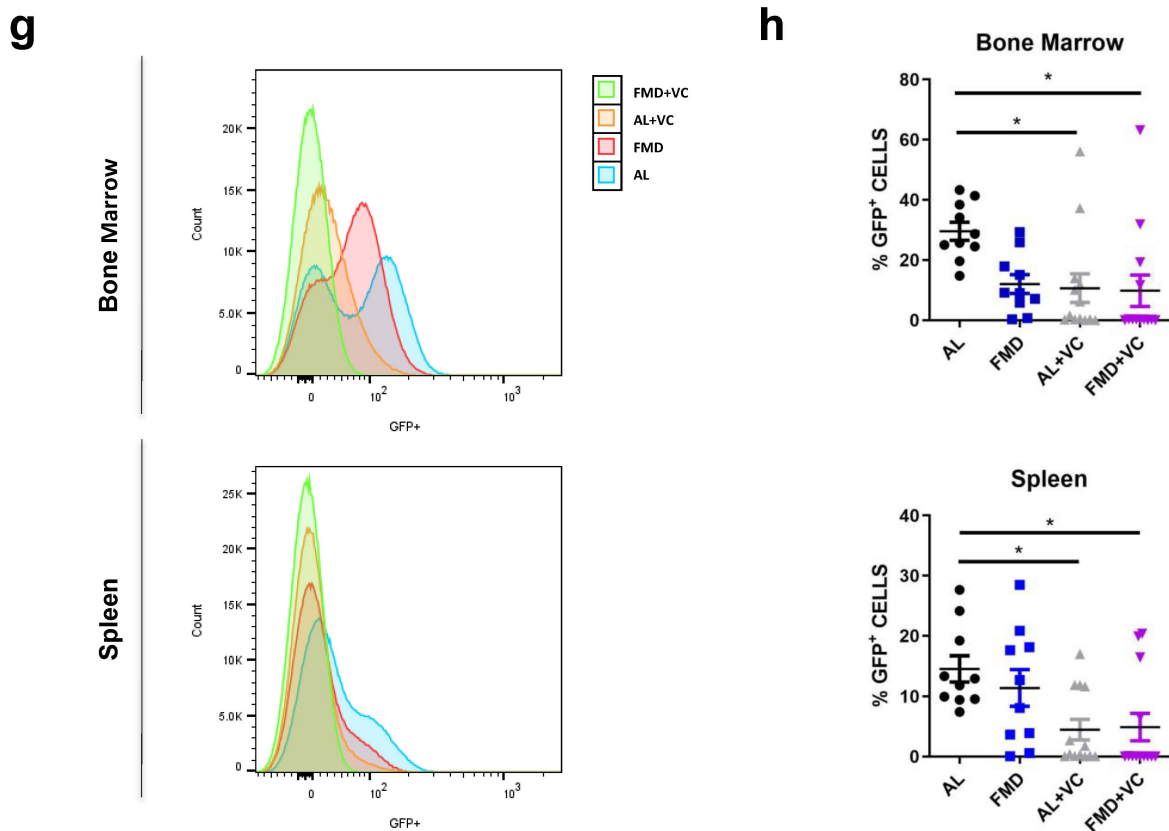 g
Bone Marrow
20K
15K
10K
5.0K
0
Count
0
10²
10³
GFP+
FMD+VC
AL+VC
FMD
AL
Spleen
25K
20K
15K
10K
5.0K
0
Count
0
10²
10³
GFP+
h
Bone Marrow
80
60
40
20
0
% GFP⁺ CELLS
*
*
AL
FMD
AL+VC
FMD+VC
Spleen
40
30
20
10
0
% GFP⁺ CELLS
*
*
AL
FMD
AL+VC
FMD+VC